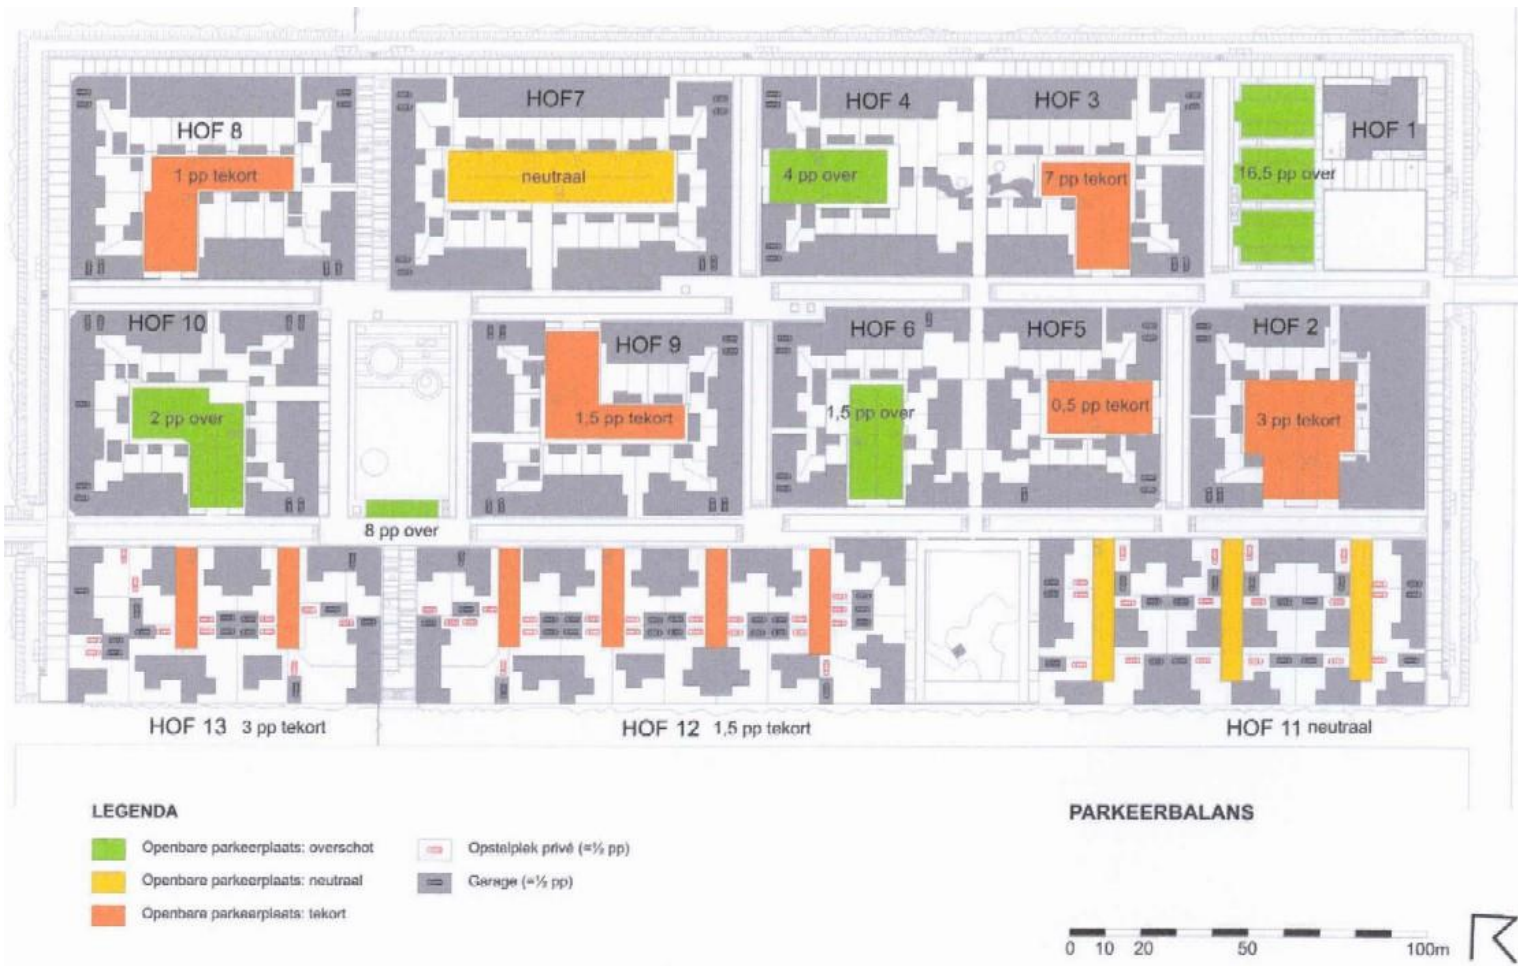 HOF7
HOF 4
HOF 3
HOF 8
HOF 1
1 pp tekort
neutraal
4 pp over
7 pp tekort
16,5 pp over
HOF 10
HOF 9
HOF 6
HOF5
HOF 2
2 pp over
1,5 pp tekort
1,5 pp over
0,5 pp tekort
3 pp tekort
8 pp over
HOF 13 3 pp tekort
HOF 12 1,5 pp tekort
HOF 11 neutraal
LEGENDA
Openbare parkeerplaats: overschot
Openbare parkeerplaats: neutraal
Openbare parkeerplaats: tekort
Opstelplek privé (=½ pp)
Garage (=½ pp)
PARKEERBALANS
0 10 20 50 100m